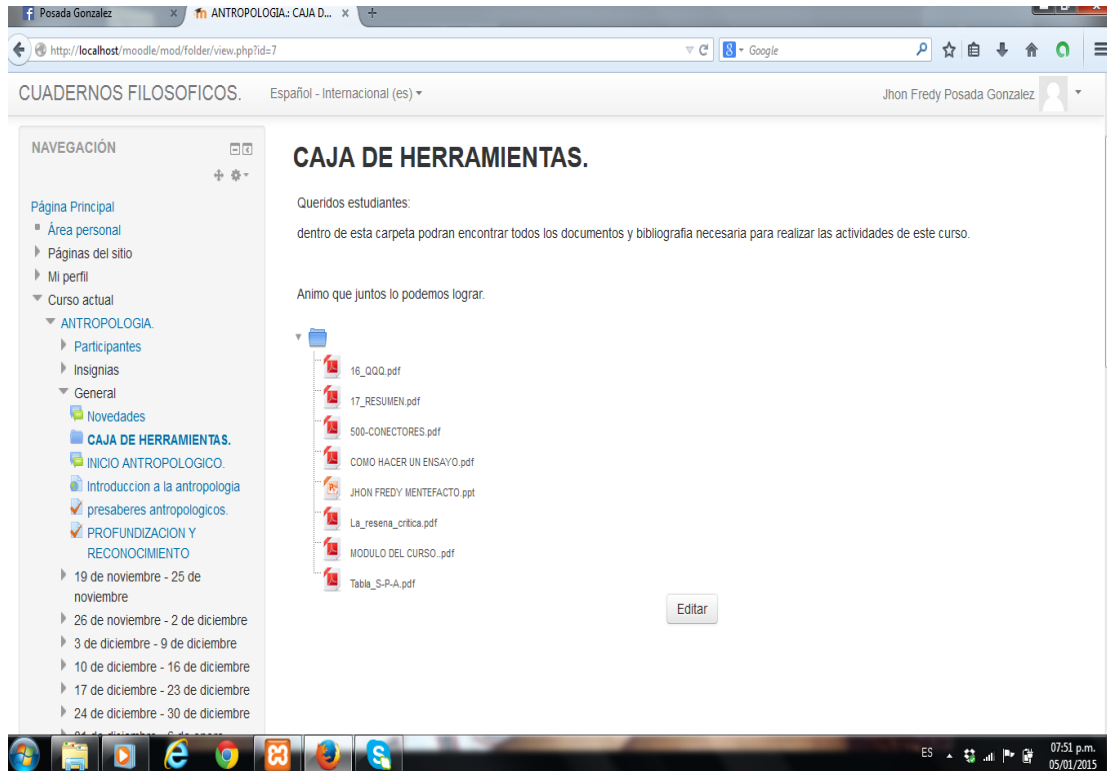 Posada Gonzalez
ANTROPOLOGIA.: CAJA D...
http://localhost/moodle/mod/folder/view.php?id=7
Google
CUADERNOS FILOSOFICOS.
Español - Internacional (es)
Jhon Fredy Posada Gonzalez
NAVEGACIÓN
Página Principal
Área personal
Páginas del sitio
Mi perfil
Curso actual
ANTROPOLOGIA.
Participantes
Insignias
General
Novedades
CAJA DE HERRAMIENTAS.
INICIO ANTROPOLOGICO.
Introduccion a la antropologia
presaberes antropologicos.
PROFUNDIZACION Y
RECONOCIMIENTO
19 de noviembre - 25 de
noviembre
26 de noviembre - 2 de diciembre
3 de diciembre - 9 de diciembre
10 de diciembre - 16 de diciembre
17 de diciembre - 23 de diciembre
24 de diciembre - 30 de diciembre
CAJA DE HERRAMIENTAS.
Queridos estudiantes:
dentro de esta carpeta podran encontrar todos los documentos y bibliografia necesaria para realizar las actividades de este curso.
Animo que juntos lo podemos lograr.
16_QQQ.pdf
17_RESUMEN.pdf
500-CONECTORES.pdf
COMO HACER UN ENSAYO.pdf
JHON FREDY MENTEFACTO.ppt
La_resena_critica.pdf
MODULO DEL CURSO..pdf
Tabla_S-P-A.pdf
Editar
ES
07:51 p.m.
05/01/2015